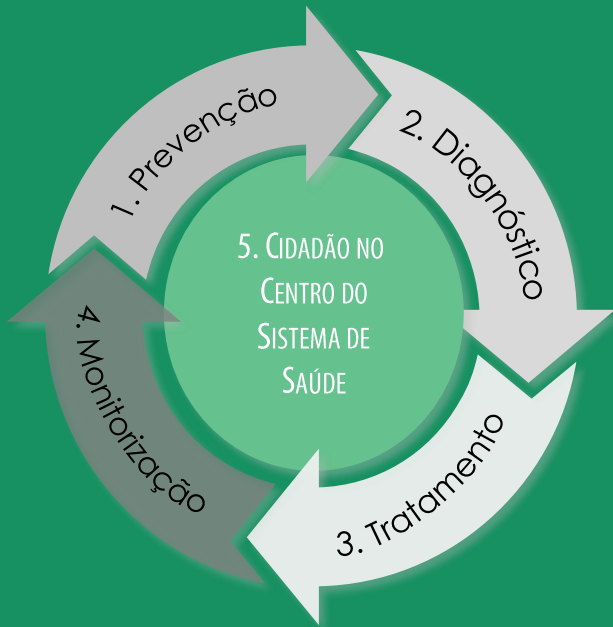 1. Prevenção
2. Diagnóstico
3. Tratamento
4. Monitorização
5. CIDADÃO NO
CENTRO DO
SISTEMA DE
SAÚDE